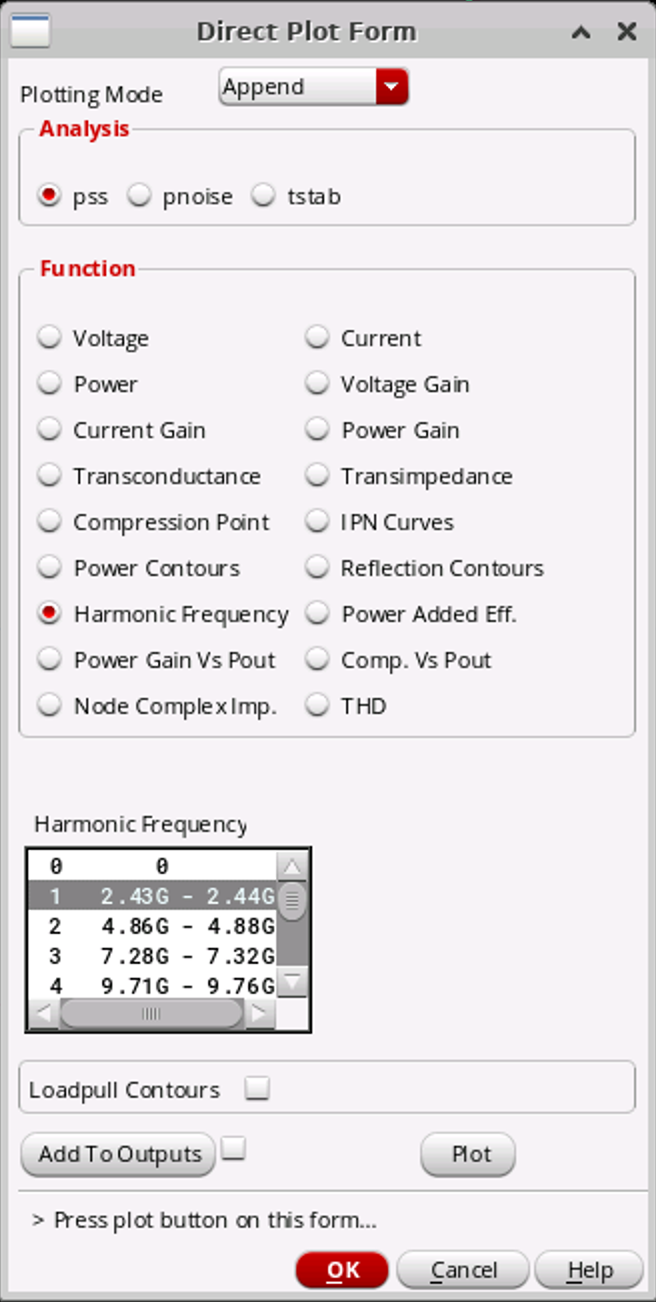 Direct Plot Form
Plotting Mode Append
Analysis
pss pnoise tstab
Function
Voltage Current
Power Voltage Gain
Current Gain Power Gain
Transconductance Transimpedance
Compression Point IPN Curves
Power Contours Reflection Contours
Harmonic Frequency Power Added Eff.
Power Gain Vs Pout Comp. Vs Pout
Node Complex Imp. THD
Harmonic Frequency
0 0
1 2.43G - 2.44G
2 4.86G - 4.88G
3 7.28G - 7.32G
4 9.71G - 9.76G
Loadpull Contours
Add To Outputs Plot
> Press plot button on this form...
OK Cancel Help